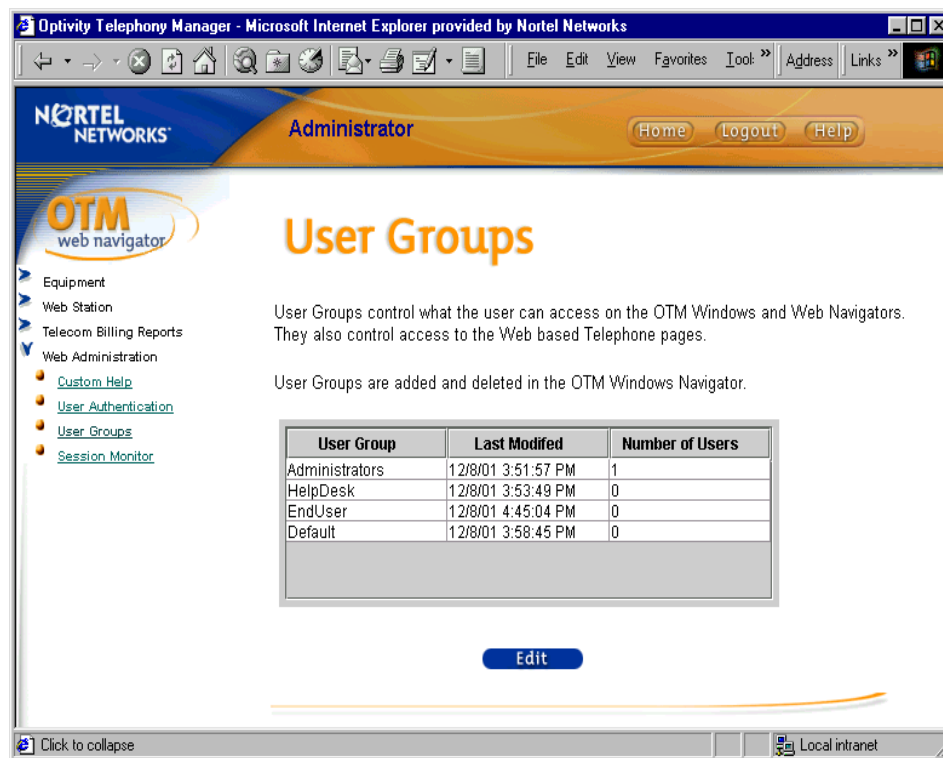 Optivity Telephony Manager - Microsoft Internet Explorer provided by Nortel Networks
File Edit View Favorites Tool: » Address Links »
NORTEL
NETWORKS
Administrator
Home Logout Help
OTM
web navigator
User Groups
Equipment
Web Station
Telecom Billing Reports
Web Administration
Custom Help
User Authentication
User Groups
Session Monitor
User Groups control what the user can access on the OTM Windows and Web Navigators.
They also control access to the Web based Telephone pages.
User Groups are added and deleted in the OTM Windows Navigator.
User Group Last Modifed Number of Users
Administrators 12/8/01 3:51:57 PM 1
HelpDesk 12/8/01 3:53:49 PM 0
EndUser 12/8/01 4:45:04 PM 0
Default 12/8/01 3:58:45 PM 0
Edit
Click to collapse
Local intranet